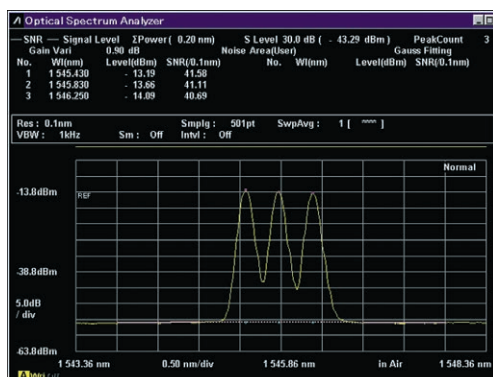 Optical Spectrum Analyzer
SNR — Signal Level ΣPower ( 0.20 nm) S Level 30.0 dB ( - 43.29 dBm ) PeakCount 3
Gain Vari 0.90 dB Noise Area(User) Gauss Fitting
No. Wl(nm) Level(dBm) SNR(/0.1nm) No. Wl(nm) Level(dBm) SNR(/0.1nm)
1 1 545.430 - 13.19 41.58
2 1 545.830 - 13.66 41.11
3 1 546.250 - 14.09 40.69
Res : 0.1nm Smplg : 501pt SwpAvg : 1 [ ]
VBW : 1kHz Sm : Off Intvl : Off
Normal
-13.8dBm
REF
-38.8dBm
5.0dB
/ div
-63.8dBm
1 543.36 nm 0.50 nm/div 1 545.86 nm in Air 1 548.36 nm
A